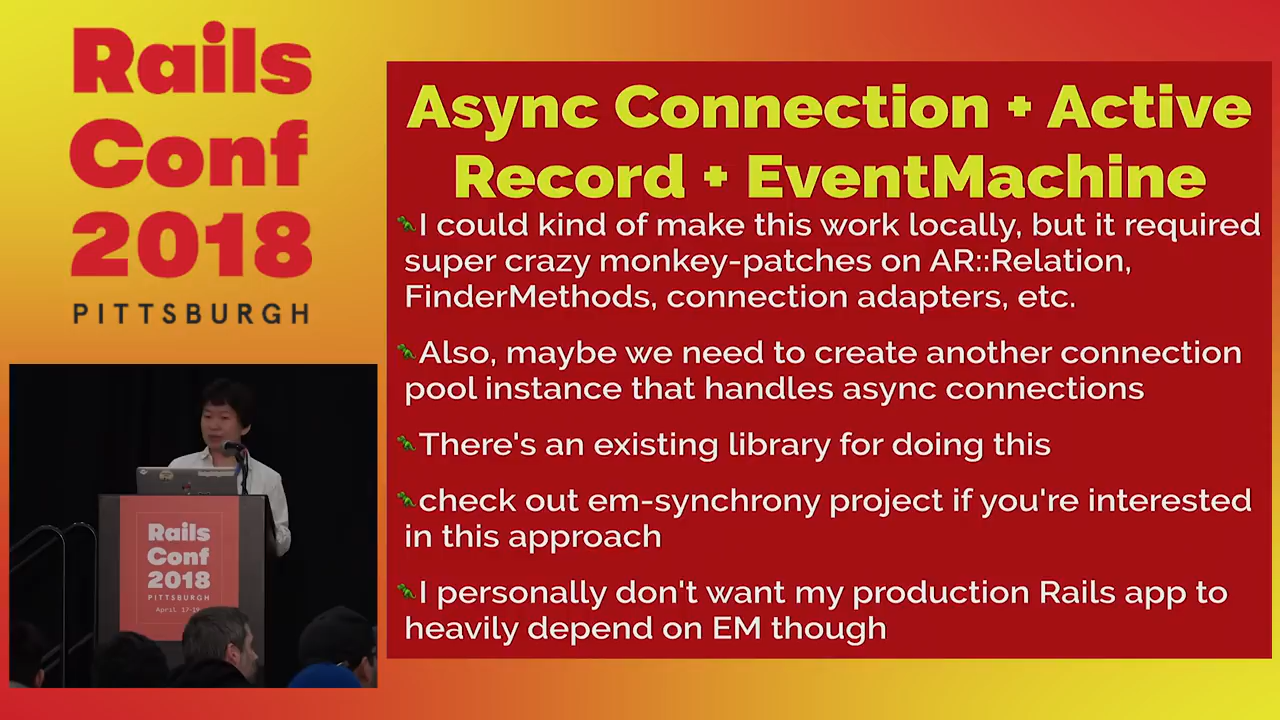 Rails
Conf
2018
PITTSBURGH
Async Connection + Active
Record + EventMachine
I could kind of make this work locally, but it required
super crazy monkey-patches on AR::Relation,
FinderMethods, connection adapters, etc.
Also, maybe we need to create another connection
pool instance that handles async connections
There's an existing library for doing this
check out em-synchrony project if you're interested
in this approach
I personally don't want my production Rails app to
heavily depend on EM though
Rails
Conf
2018
PITTSBURGH
April 17-19